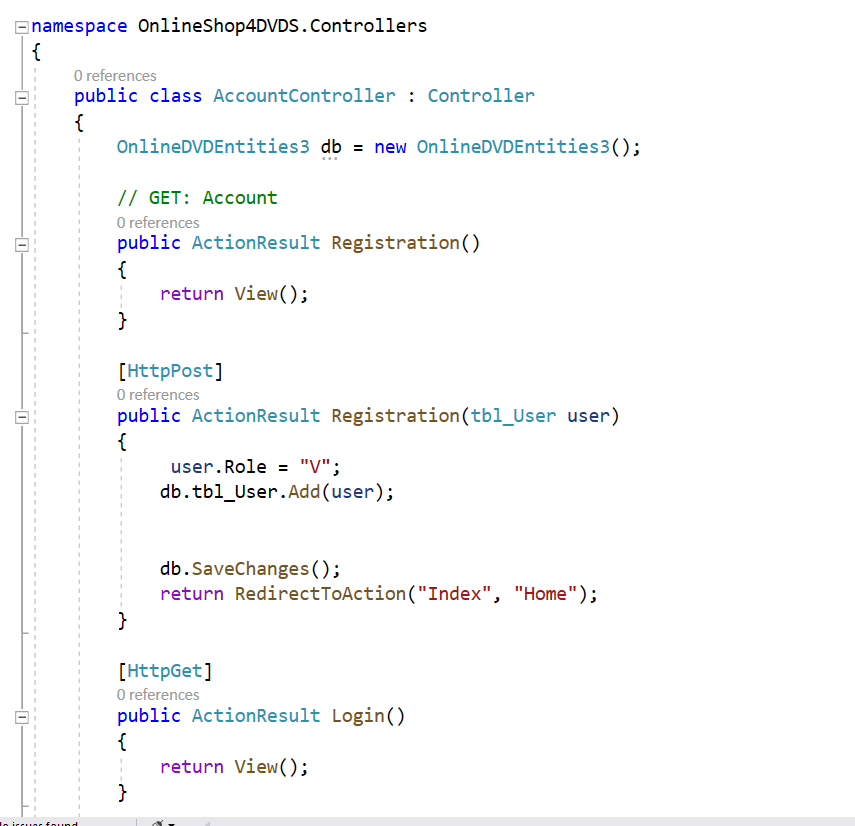 namespace OnlineShop4DVDS.Controllers
{
0 references
public class AccountController : Controller
{
OnlineDVDEntities3 db = new OnlineDVDEntities3();
// GET: Account
0 references
public ActionResult Registration()
{
return View();
}
[HttpPost]
0 references
public ActionResult Registration(tbl_User user)
{
user.Role = "V";
db.tbl_User.Add(user);
db.SaveChanges();
return RedirectToAction("Index", "Home");
}
[HttpGet]
0 references
public ActionResult Login()
{
return View();
}
issues found